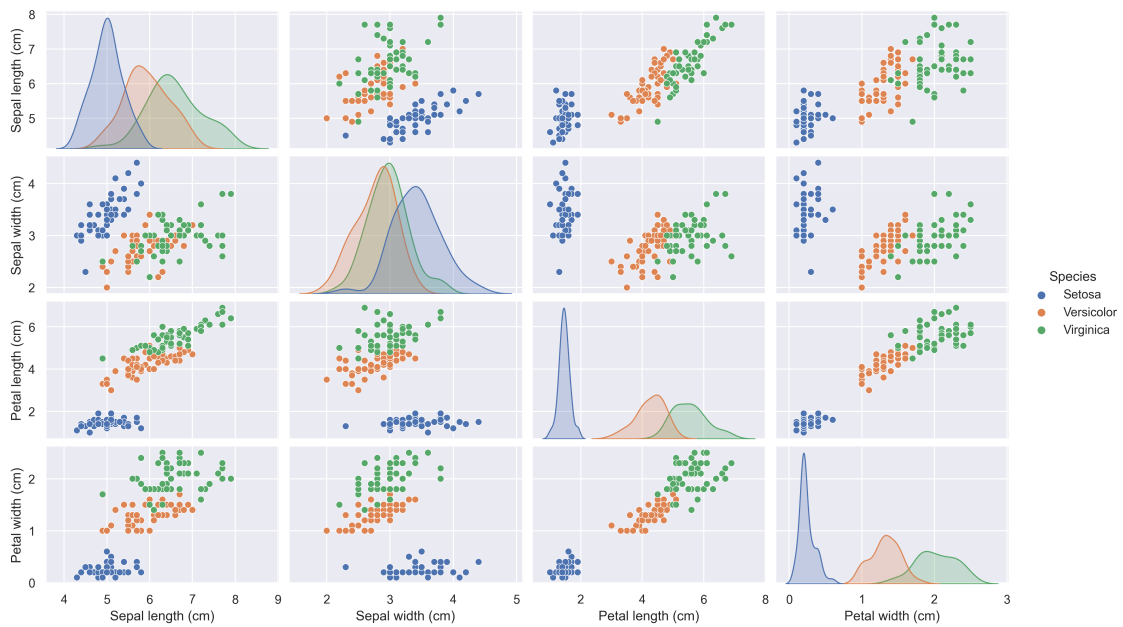 8
7
6
5
Sepal length (cm)
4
3
2
Sepal width (cm)
6
4
2
Petal length (cm)
2
1
0
Petal width (cm)
4 5 6 7 8 9
Sepal length (cm)
2 3 4 5
Sepal width (cm)
2 4 6 8
Petal length (cm)
0 1 2 3
Petal width (cm)
Species
Setosa
Versicolor
Virginica